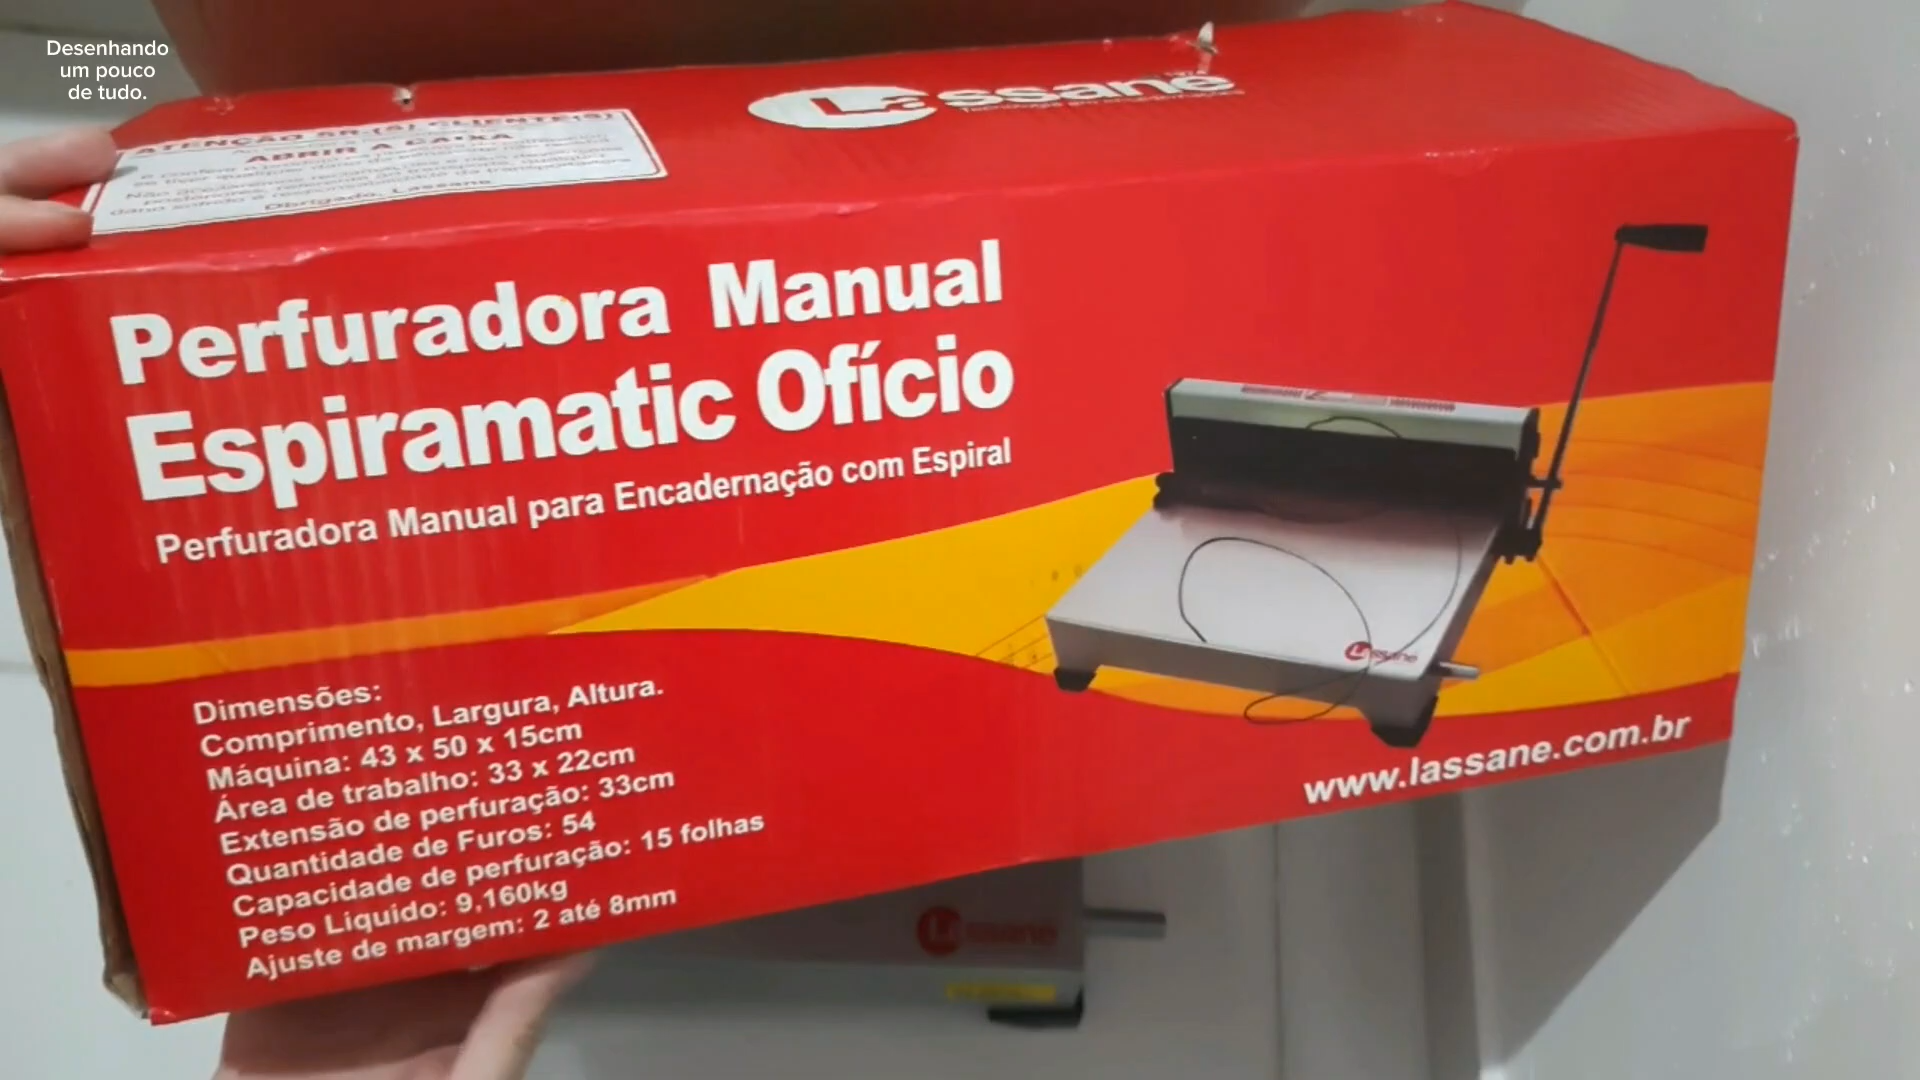 Desenhando
um pouco
de tudo.
Lassane
ATENÇÃO SR.(S) CLIENTE(S)
ABRIR A CAIXA
Obrigado, Lassane
Perfuradora Manual
Espiramatic Ofício
Perfuradora Manual para Encadernação com Espiral
Dimensões:
Comprimento, Largura, Altura.
Máquina: 43 x 50 x 15cm
Área de trabalho: 33 x 22cm
Extensão de perfuração: 33cm
Quantidade de Furos: 54
Capacidade de perfuração: 15 folhas
Peso Liquido: 9,160kg
Ajuste de margem: 2 até 8mm
Lassane
www.lassane.com.br
Lassane